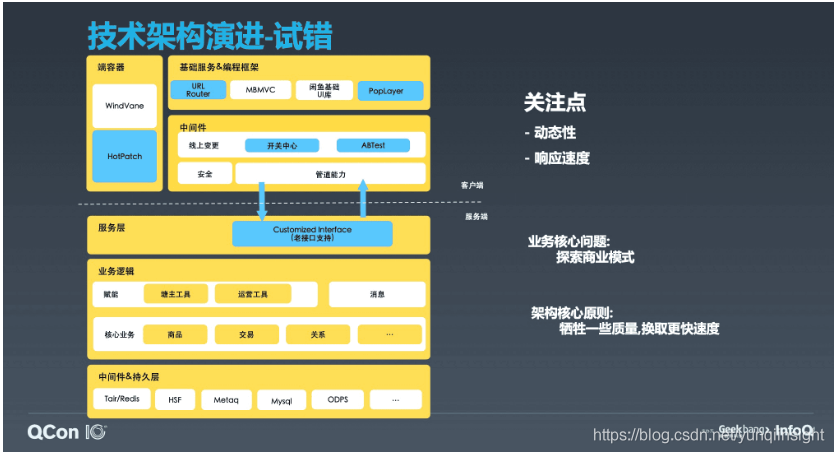 技术架构演进-试错
端容器
WindVane
HotPatch
基础服务&编程框架
URL
Router
MBMVC
闲鱼基础
UI库
PopLayer
中间件
线上变更
开关中心
ABTest
安全
管道能力
客户端
服务端
服务层
Customized Interface
(老接口支持)
业务逻辑
赋能
塘主工具
运营工具
消息
核心业务
商品
交易
关系
...
中间件&持久层
Tair/Redis
HSF
Metaq
Mysql
ODPS
...
关注点
- 动态性
- 响应速度
业务核心问题:
探索商业模式
架构核心原则:
牺牲一些质量,换取更快速度
QCon 10
Geekbang> InfoQ
https://blog.csdn.net/yunqiinsight